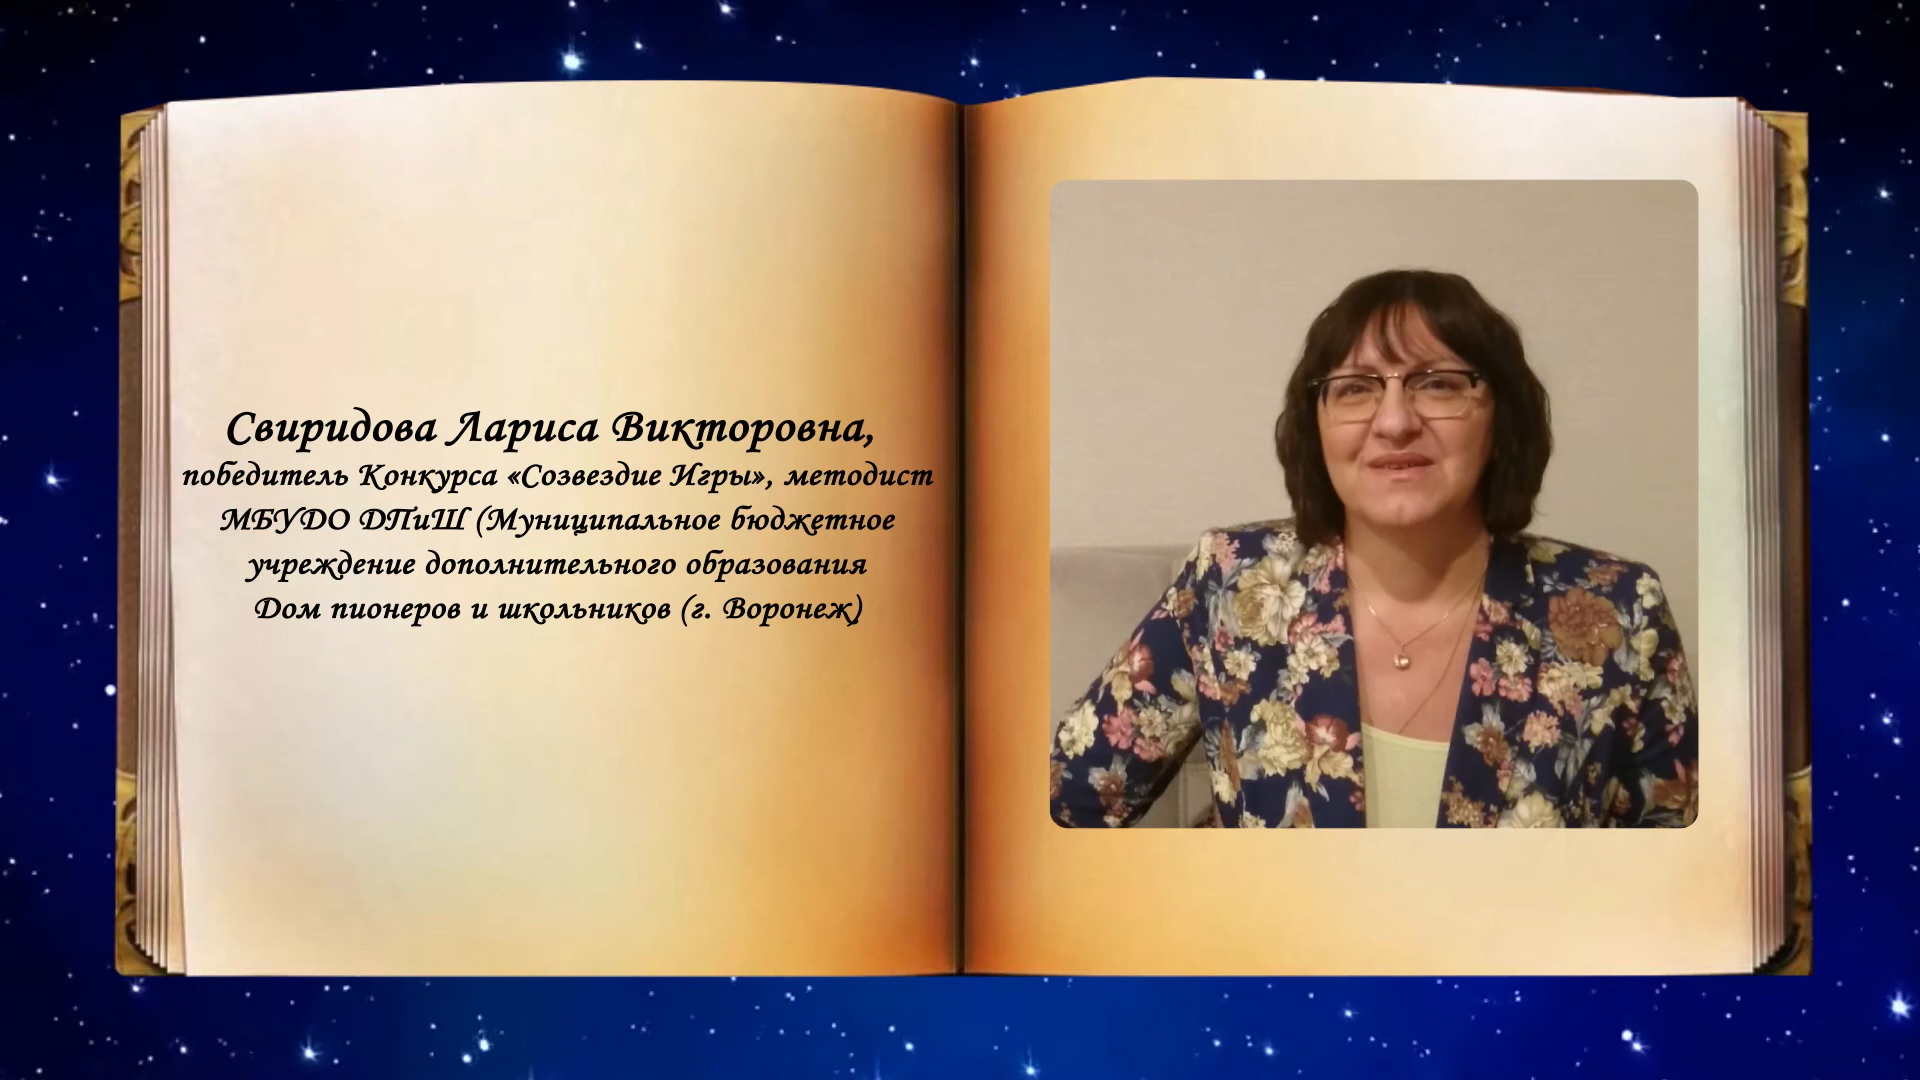 Свиридова Лариса Викторовна,
победитель Конкурса «Созвездие Игры», методист
МБУДО ДПиШ (Муниципальное бюджетное
учреждение дополнительного образования
Дом пионеров и школьников (г. Воронеж)